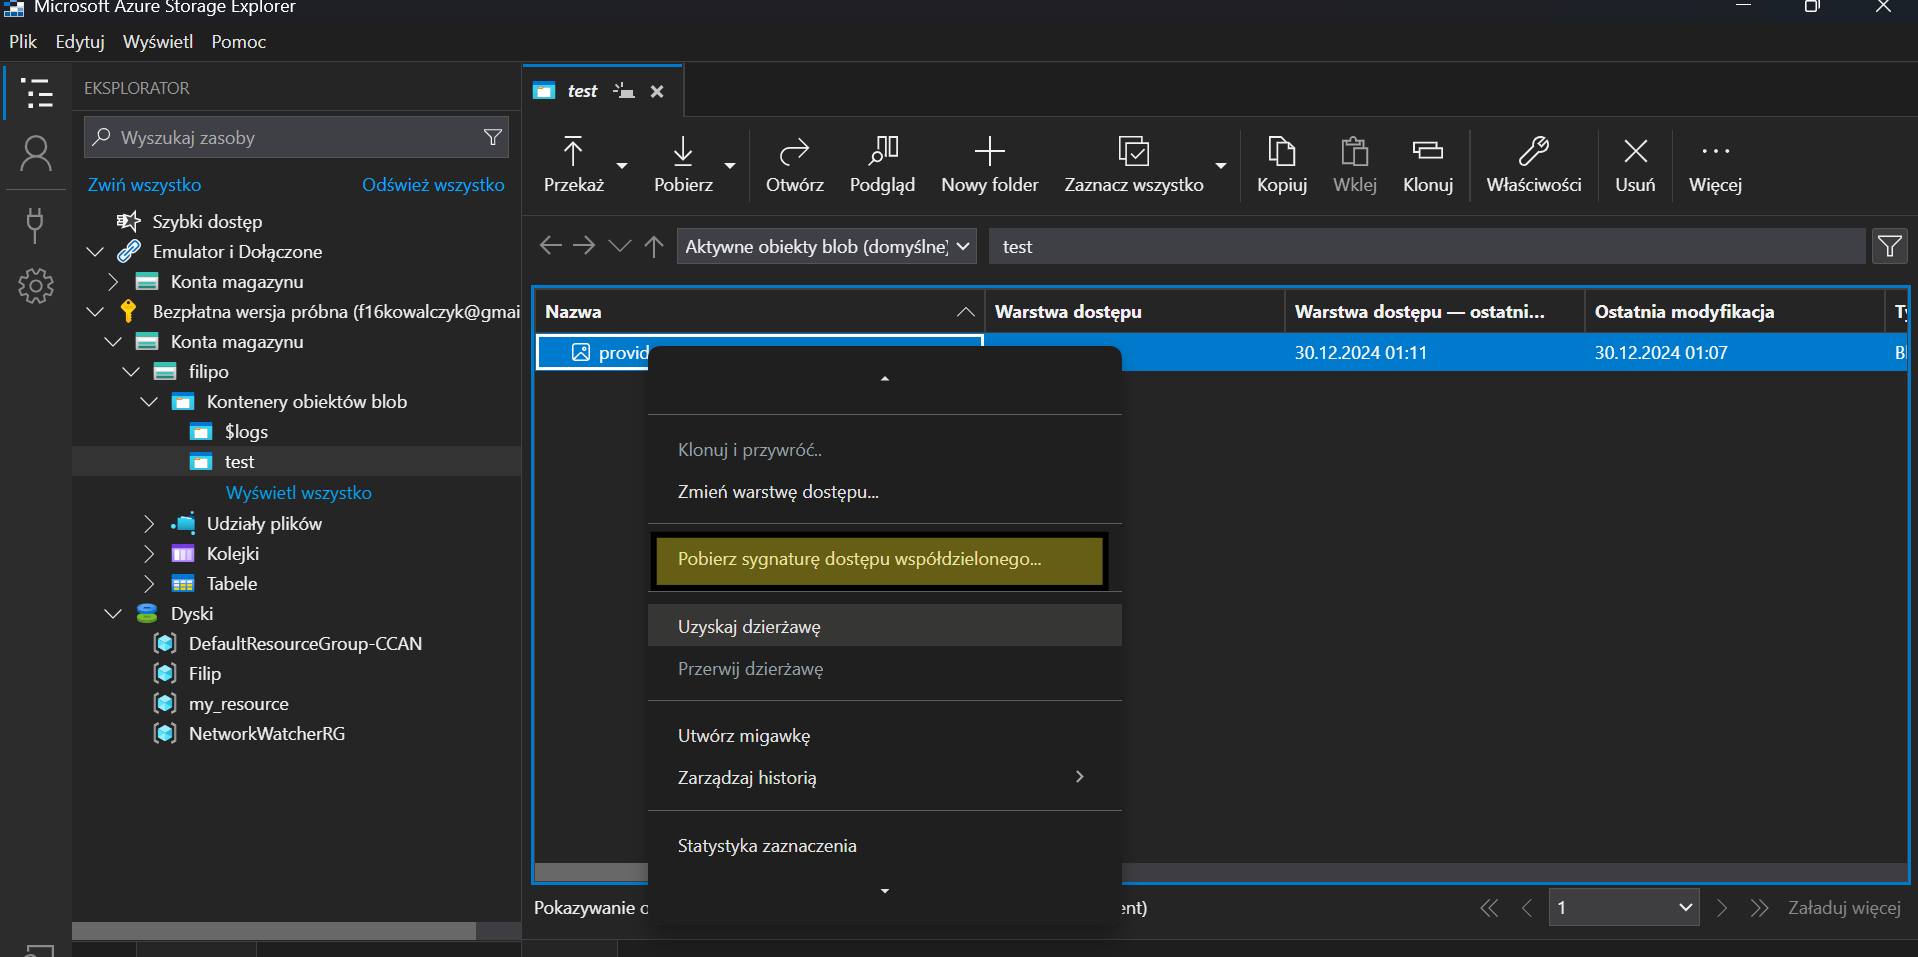 Microsoft Azure Storage Explorer
Plik Edytuj Wyświetl Pomoc
EKSPLORATOR
Wyszukaj zasoby
Zwiń wszystko Odśwież wszystko
Szybki dostęp
Emulator i Dołączone
Konta magazynu
Bezpłatna wersja próbna (f16kowalczyk@gmai
Konta magazynu
filipo
Kontenery obiektów blob
$logs
test
Wyświetl wszystko
Udziały plików
Kolejki
Tabele
Dyski
DefaultResourceGroup-CCAN
Filip
my_resource
NetworkWatcherRG
test
Przekaż Pobierz Otwórz Podgląd Nowy folder Zaznacz wszystko Kopiuj Wklej Klonuj Właściwości Usuń Więcej
Aktywne obiekty blob (domyślne) test
Nazwa Warstwa dostępu Warstwa dostępu — ostatni... Ostatnia modyfikacja
provid 30.12.2024 01:11 30.12.2024 01:07 Bl
Klonuj i przywróć..
Zmień warstwę dostępu...
Pobierz sygnaturę dostępu współdzielonego...
Uzyskaj dzierżawę
Przerwij dzierżawę
Utwórz migawkę
Zarządzaj historią
Statystyka zaznaczenia
Pokazywanie ent) 1 Załaduj więcej